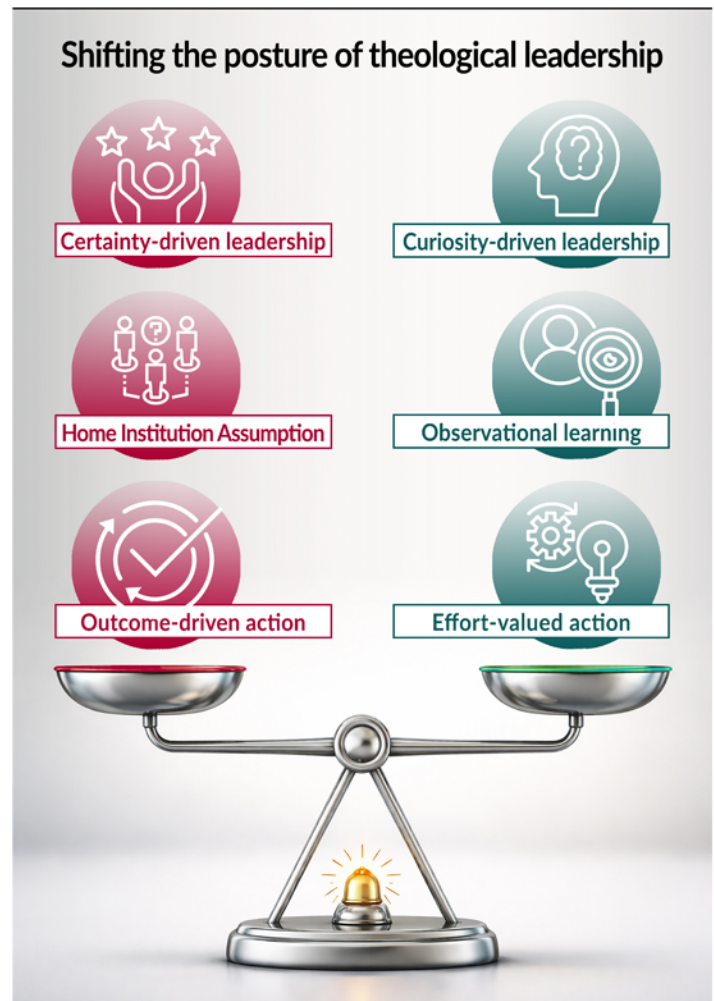 Shifting the posture of theological leadership
Certainty-driven leadership
Curiosity-driven leadership
?
Home Institution Assumption
Observational learning
Outcome-driven action
Effort-valued action